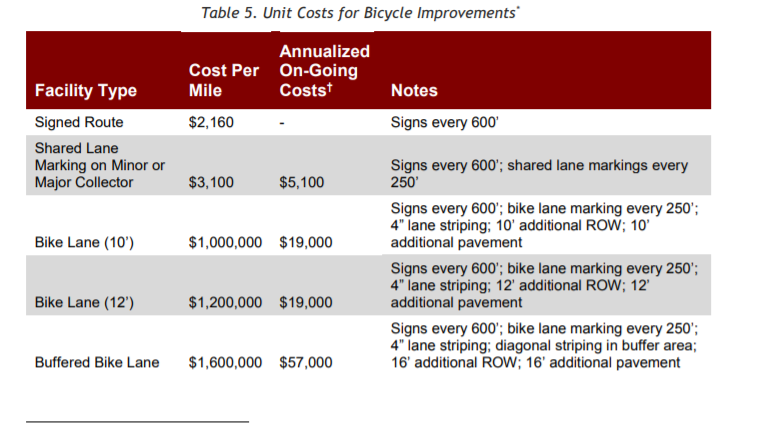 Table 5. Unit Costs for Bicycle Improvements*
Annualized
Cost Per On-Going
Facility Type Mile Costs† Notes
Signed Route $2,160 - Signs every 600’
Shared Lane
Marking on Minor or Signs every 600’; shared lane markings every
Major Collector $3,100 $5,100 250’
Signs every 600’; bike lane marking every 250’;
4” lane striping; 10’ additional ROW; 10’
Bike Lane (10’) $1,000,000 $19,000 additional pavement
Signs every 600’; bike lane marking every 250’;
4” lane striping; 12’ additional ROW; 12’
Bike Lane (12’) $1,200,000 $19,000 additional pavement
Signs every 600’; bike lane marking every 250’;
4” lane striping; diagonal striping in buffer area;
Buffered Bike Lane $1,600,000 $57,000 16’ additional ROW; 16’ additional pavement